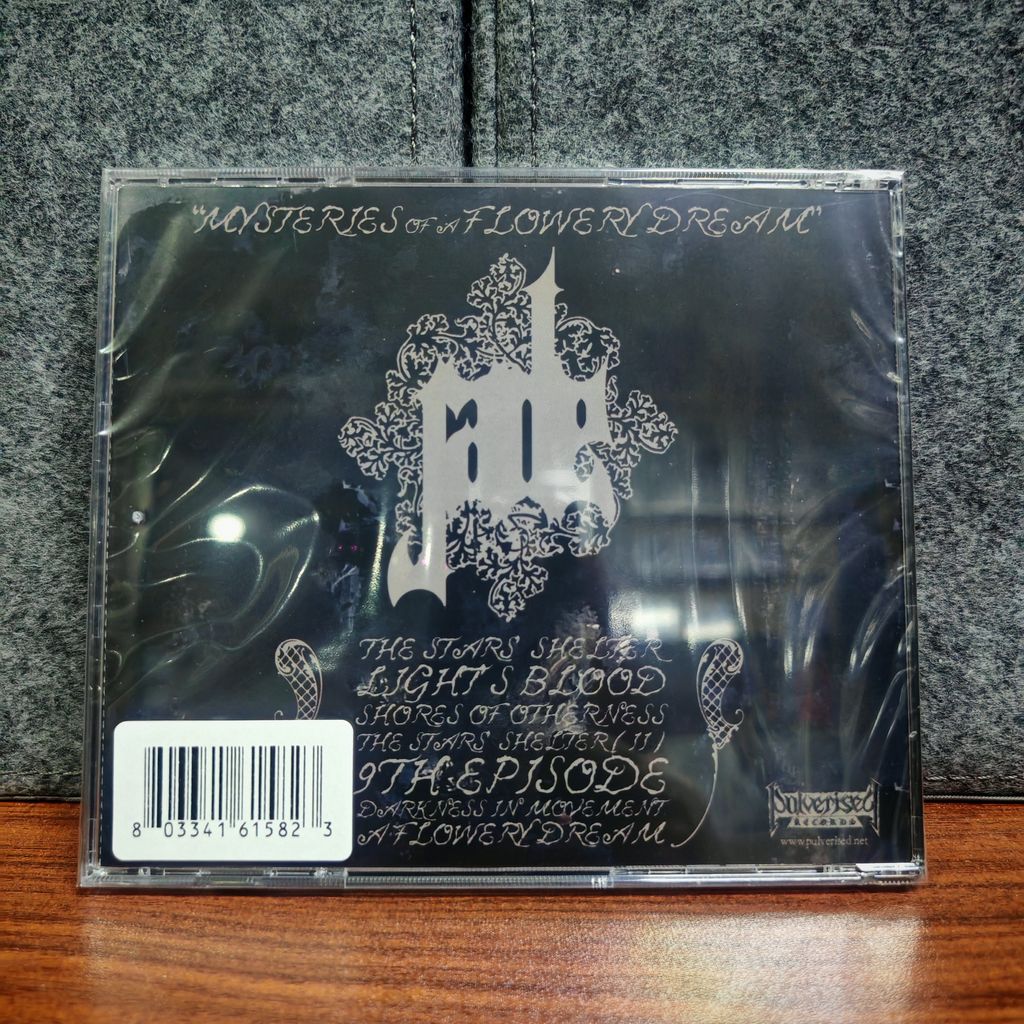 "MYSTERIES OF A FLOWERY DREAM"
THE STARS' SHELTER
LIGHT'S BLOOD
SHORES OF OTHERNESS
THE STARS' SHELTER (II)
9TH EPISODE
DARKNESS IN MOVEMENT
A FLOWERY DREAM
8 03341 61582 3
Pulverised
RECORDS
www.pulverised.net